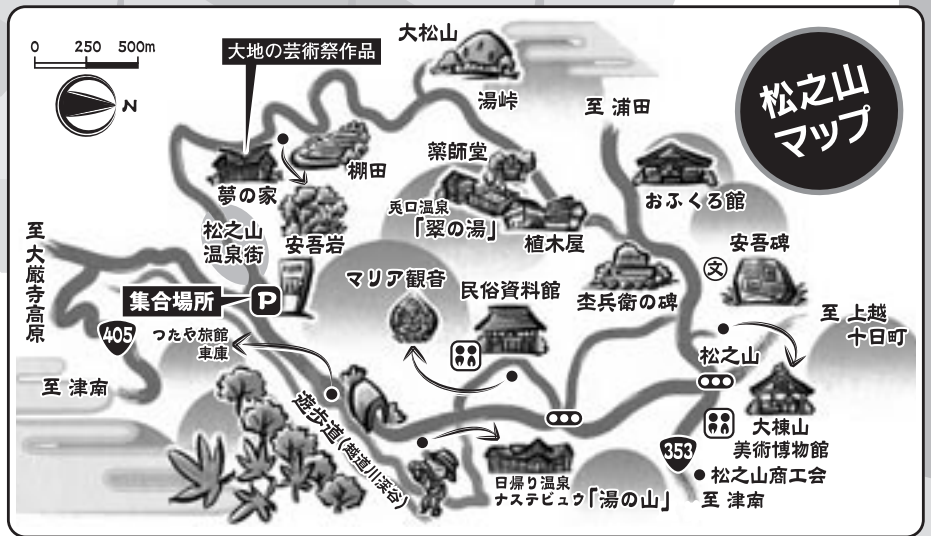 0 250 500m
N
大地の芸術祭作品
大松山
湯峠
至 浦田
松之山
マップ
夢の家
棚田
薬師堂
兎口温泉
「翠の湯」
植木屋
おふくろ館
至大厳寺高原
松之山
温泉街
安吾岩
集合場所
P
マリア観音
民俗資料館
杢兵衛の碑
文
安吾碑
至 上越
十日町
405
つたや旅館
車庫
至 津南
松之山
大棟山
美術博物館
遊歩道(越道川渓谷)
日帰り温泉
ナステビュウ「湯の山」
353
松之山商工会
至 津南